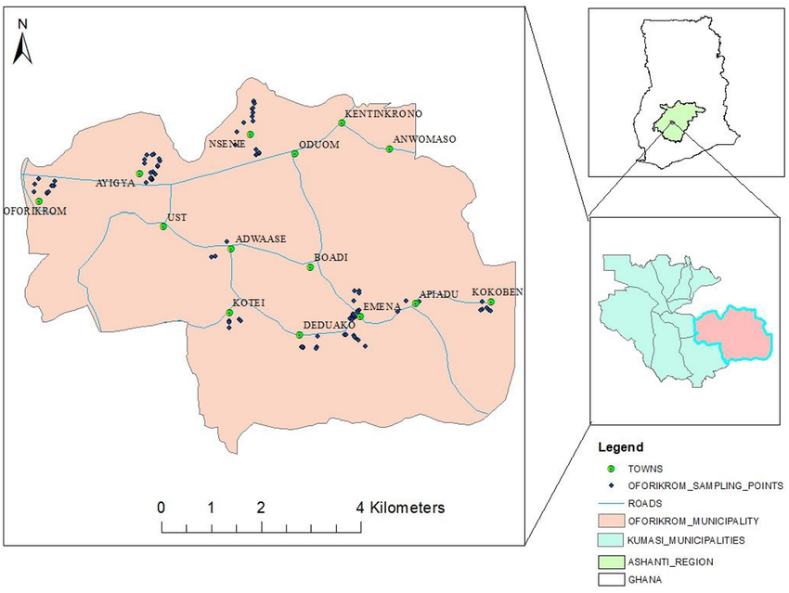 N
KENTINKRONO
NSENIE
ODUOM
ANWOMASO
AYIGYA
OFORIKROM
UST
ADWAASE
BOADI
KOTEI
EMENA
APIADU
KOKOBEN
DEDUAKO
0 1 2 4 Kilometers
Legend
TOWNS
OFORIKROM_SAMPLING_POINTS
ROADS
OFORIKROM_MUNICIPALITY
KUMASI_MUNICIPALITIES
ASHANTI_REGION
GHANA